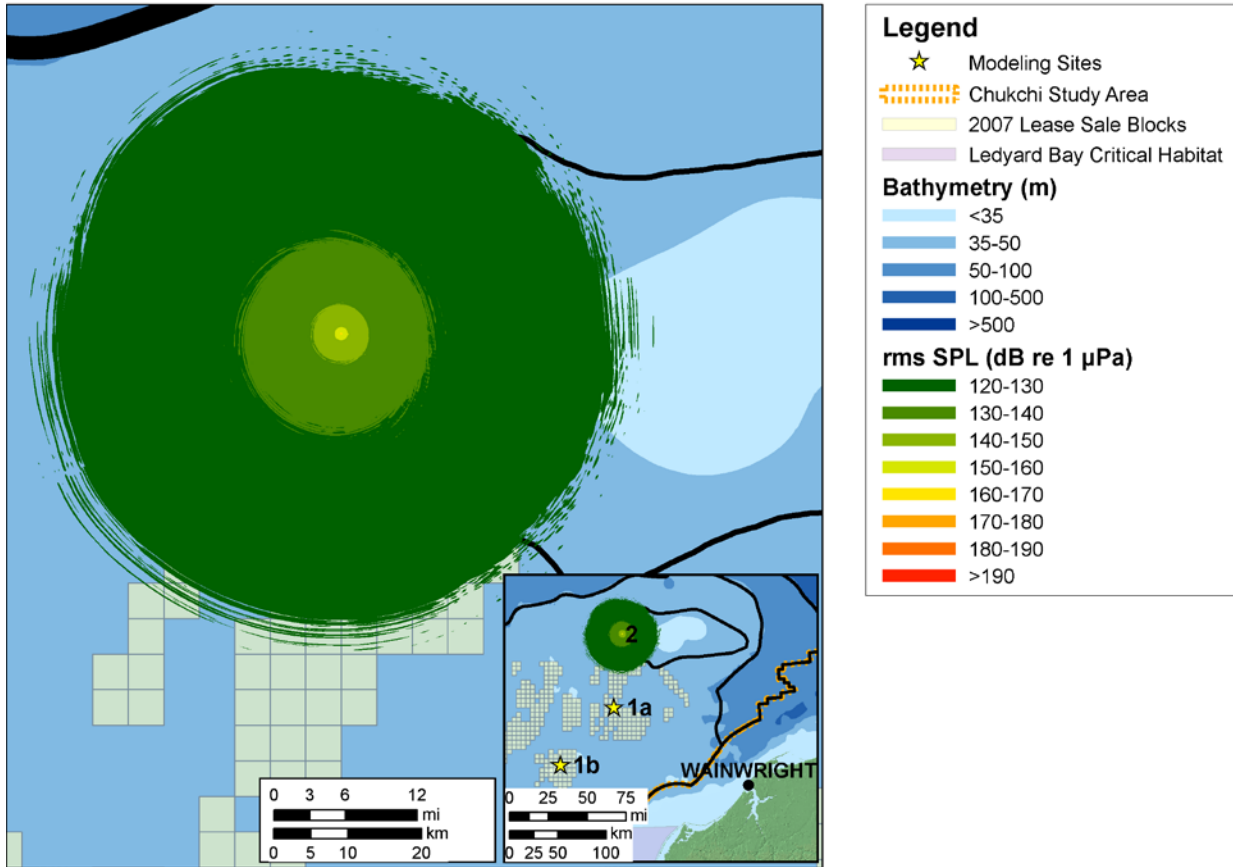 Legend
Modeling Sites
Chukchi Study Area
2007 Lease Sale Blocks
Ledyard Bay Critical Habitat
Bathymetry (m)
<35
35-50
50-100
100-500
>500
rms SPL (dB re 1 µPa)
120-130
130-140
140-150
150-160
160-170
170-180
180-190
>190
2
1a
1b
WAINWRIGHT
0 3 6 12
mi
km
0 5 10 20
0 25 50 75
mi
km
0 25 50 100